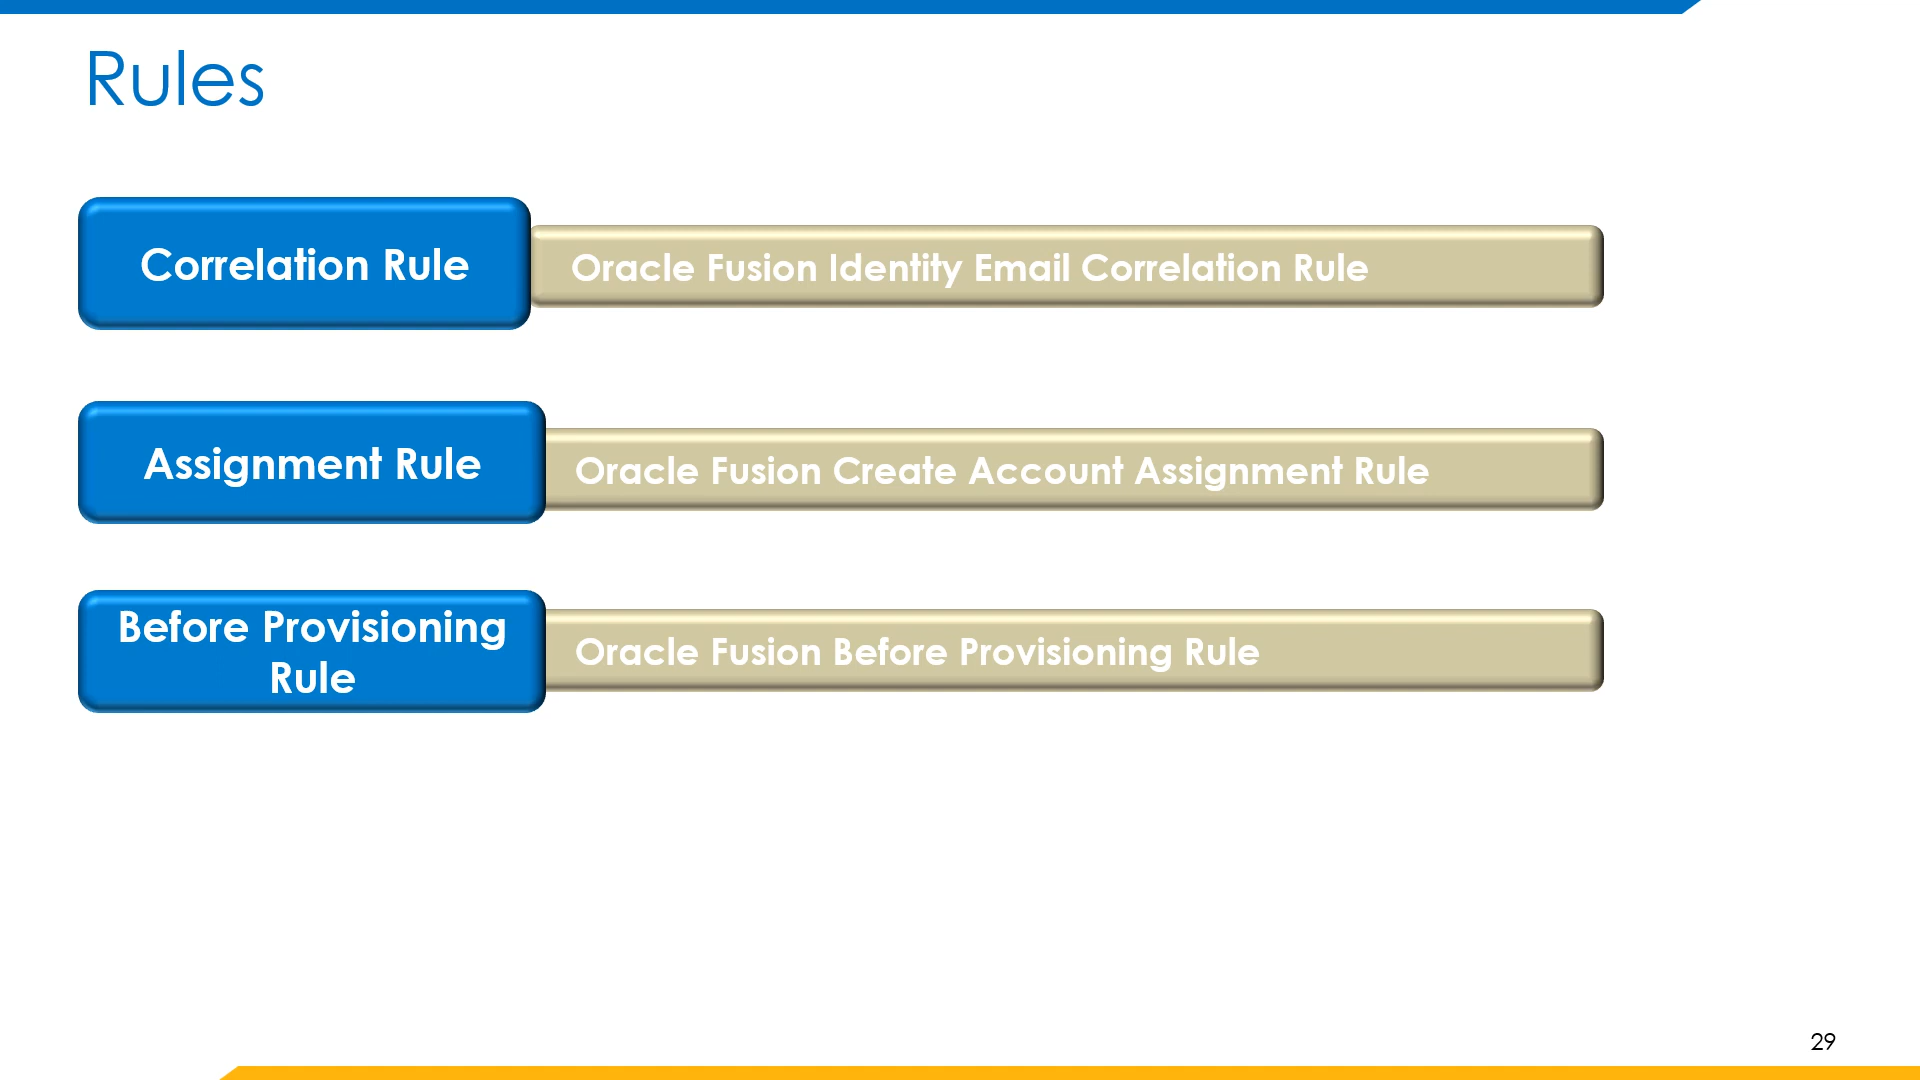 Rules
Correlation Rule
Oracle Fusion Identity Email Correlation Rule
Assignment Rule
Oracle Fusion Create Account Assignment Rule
Before Provisioning
Rule
Oracle Fusion Before Provisioning Rule
29